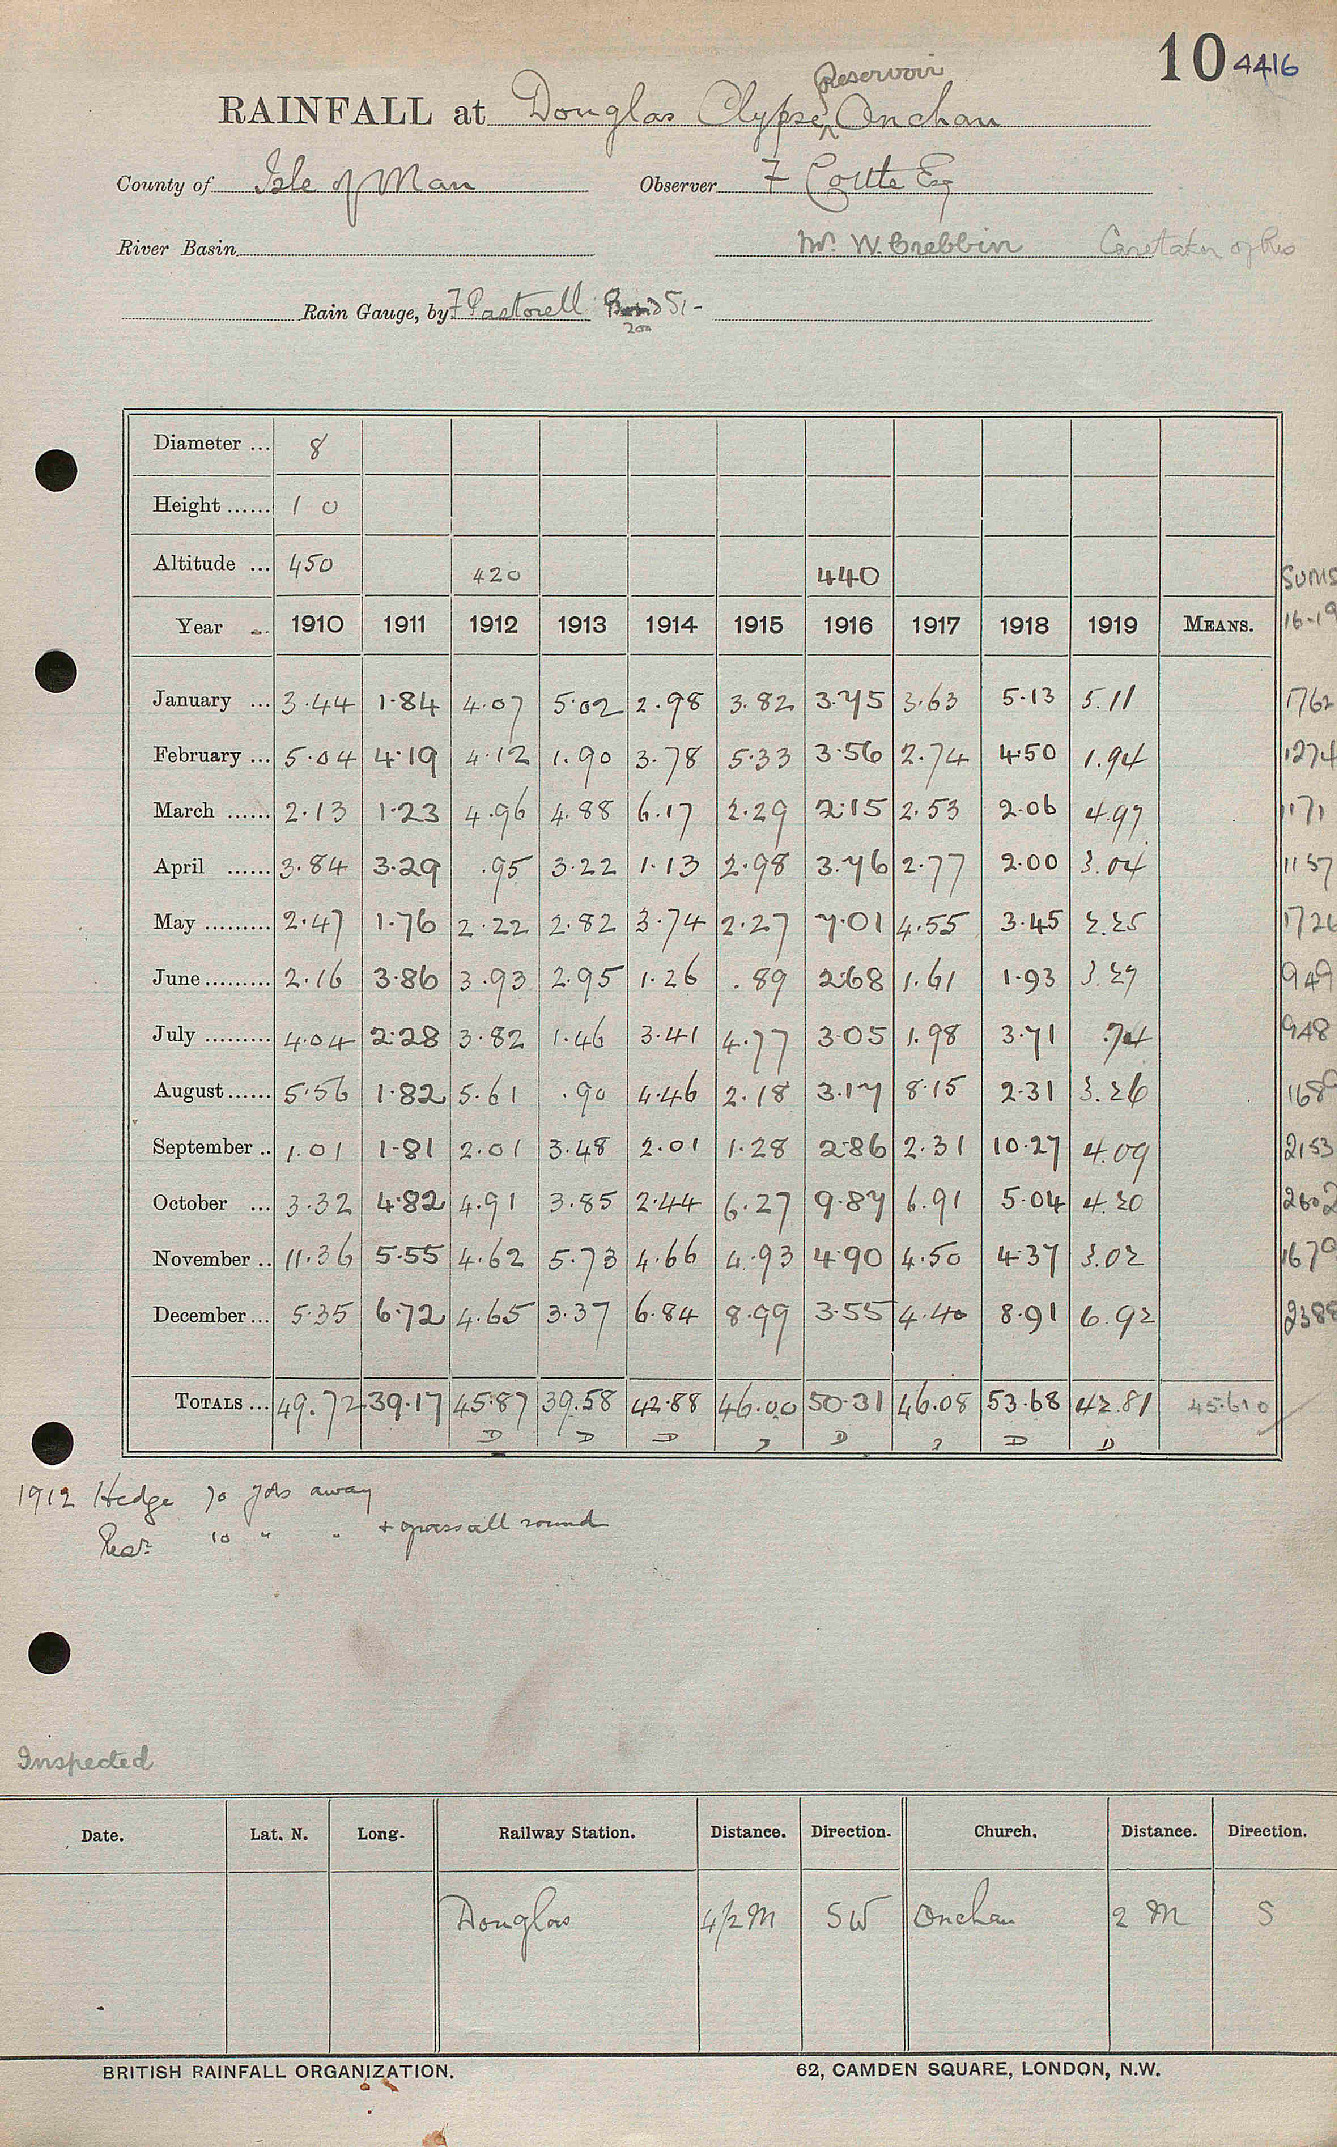 10 4416
Reservoir
RAINFALL at Douglas Clypse ^ Onchan
County of Isle of Man Observer F Cottle Esq
River Basin Mr. W. Crebbin Caretaker of Res
Rain Gauge, by F Pastorell 51-
Diameter ... 8
Height ...... 1 0
Altitude ... 450 420 440 SUMS
Year ... 1910 1911 1912 1913 1914 1915 1916 1917 1918 1919 MEANS. 16-19
January ... 3.44 1.84 4.07 5.02 2.98 3.82 3.75 3.63 5.13 5.11 1762
February ... 5.04 4.19 4.12 1.90 3.78 5.33 3.56 2.74 4.50 1.94 1274
March ...... 2.13 1.23 4.96 4.88 6.17 2.29 2.15 2.53 2.06 4.97 1171
April ...... 3.84 3.29 .95 3.22 1.13 2.98 3.76 2.77 2.00 3.04 1157
May ......... 2.47 1.76 2.22 2.82 3.74 2.27 7.01 4.55 3.45 2.25 1726
June ......... 2.16 3.86 3.93 2.95 1.26 .89 2.68 1.61 1.93 3.27 949
July ......... 4.04 2.28 3.82 1.46 3.41 4.77 3.05 1.98 3.71 .74 948
August ...... 5.56 1.82 5.61 .90 4.46 2.18 3.17 8.15 2.31 3.26 1689
September .. 1.01 1.81 2.01 3.48 2.01 1.28 2.86 2.31 10.27 4.09 2153
October ... 3.32 4.82 4.91 3.85 2.44 6.27 9.87 6.91 5.04 4.20 2602
November .. 11.36 5.55 4.62 5.73 4.66 4.93 4.90 4.50 4.37 3.02 1679
December ... 5.35 6.72 4.65 3.37 6.84 8.99 3.55 4.40 8.91 6.92 2388
TOTALS ... 49.72 39.17 45.87 39.58 42.88 46.00 50.31 46.08 53.68 42.81 45.610
D D D D D D
1912 Hedge 70 yds away
10 " " + grass all round
Inspected
Date. Lat. N. Long. Railway Station. Distance. Direction. Church. Distance. Direction.
Douglas 4½ M SW Onchan 2 M S
BRITISH RAINFALL ORGANIZATION. 62, CAMDEN SQUARE, LONDON, N.W.